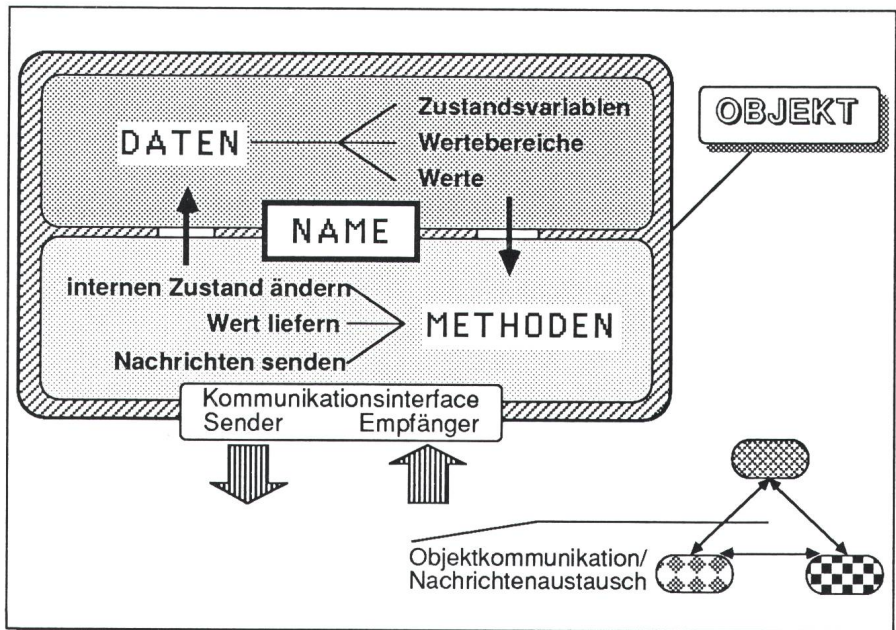 OBJEKT
DATEN
Zustandsvariablen
Wertebereiche
Werte
NAME
internen Zustand ändern
Wert liefern
Nachrichten senden
METHODEN
Kommunikationsinterface
Sender Empfänger
Objektkommunikation/
Nachrichtenaustausch